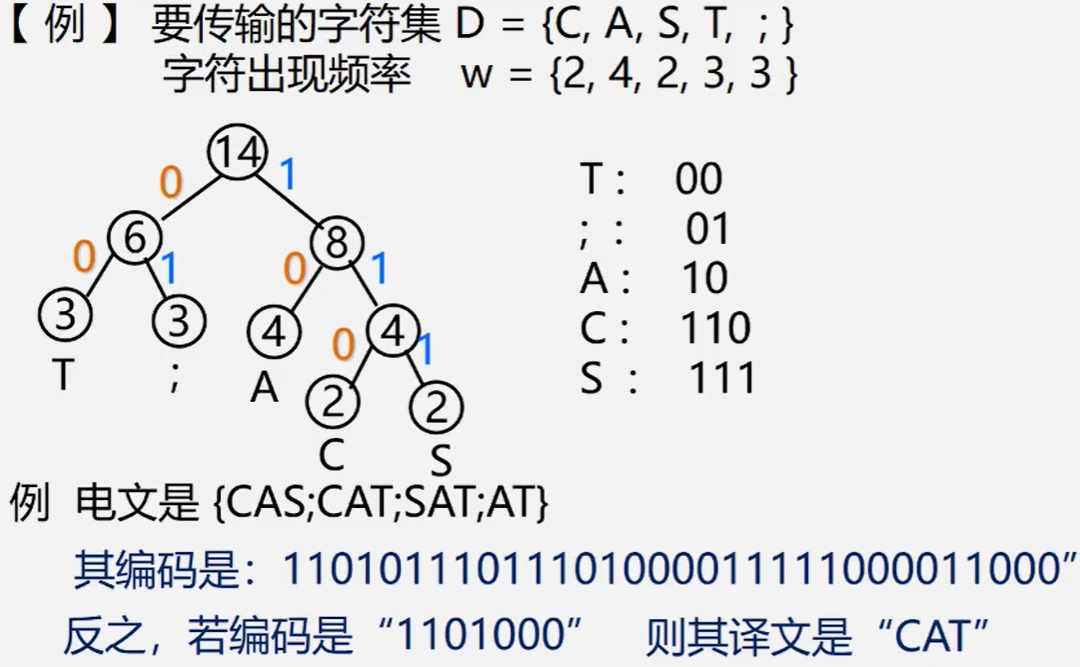 【 例 】 要传输的字符集 D = {C, A, S, T, ; }
字符出现频率 w = {2, 4, 2, 3, 3 }
14
0 1
6 8
0 1 0 1
3 3 4 4
0 1
T ; A 2 2
C S
T : 00
; : 01
A : 10
C : 110
S : 111
例 电文是 {CAS;CAT;SAT;AT}
其编码是：11010111011101000011111000011000”
反之，若编码是“1101000” 则其译文是“CAT”